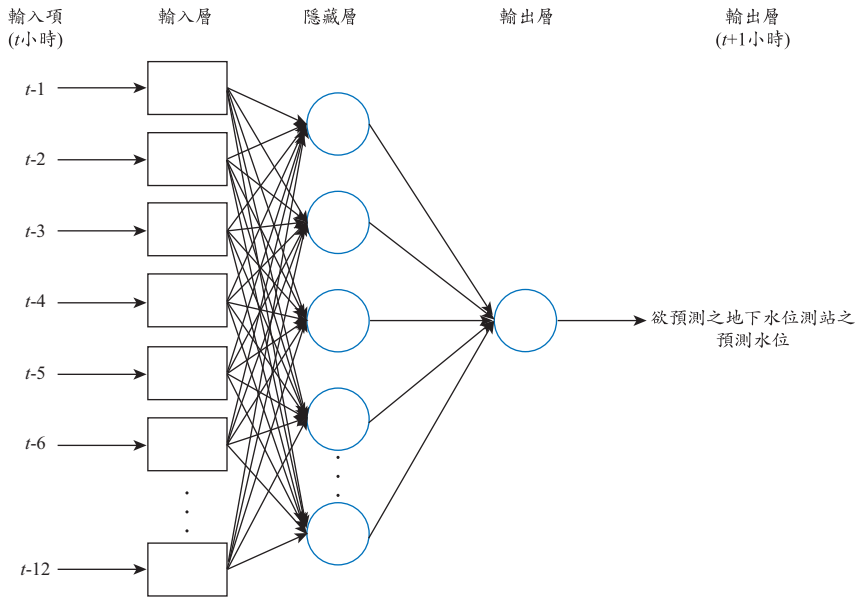 輸入項
(t小時)
輸入層
隱藏層
輸出層
輸出層
(t+1小時)
t-1
t-2
t-3
t-4
t-5
t-6
t-12
欲預測之地下水位測站之
預測水位